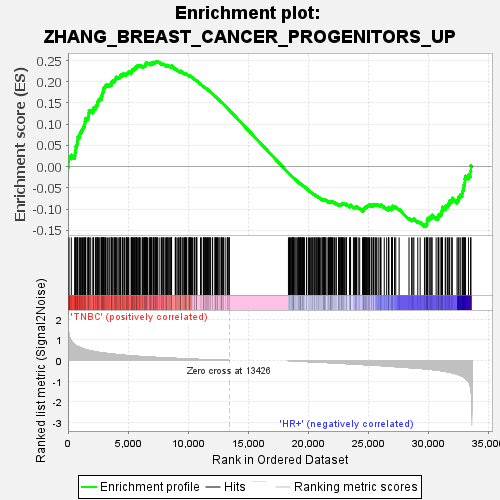 Enrichment plot:
ZHANG_BREAST_CANCER_PROGENITORS_UP
Enrichment score (ES)
0.25
0.20
0.15
0.10
0.05
0.00
-0.05
-0.10
-0.15
Ranked list metric (Signal2Noise)
'TNBC' (positively correlated)
2
1
0
-1
-2
-3
Zero cross at 13426
'HR+' (negatively correlated)
0
5,000
10,000
15,000
20,000
25,000
30,000
35,000
Rank in Ordered Dataset
Enrichment profile
Hits
Ranking metric scores